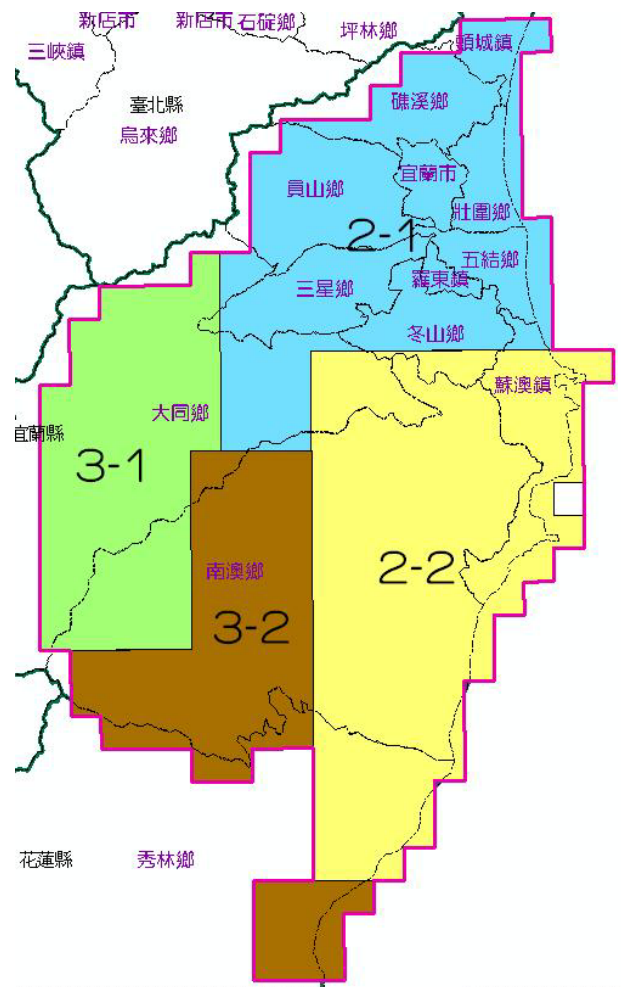 新店市
新店市
石碇鄉
坪林鄉
頭城鎮
三峽鎮
臺北縣
烏來鄉
礁溪鄉
宜蘭市
員山鄉
壯圍鄉
2-1
五結鄉
羅東鎮
三星鄉
冬山鄉
蘇澳鎮
大同鄉
宜蘭縣
3-1
2-2
南澳鄉
3-2
花蓮縣
秀林鄉